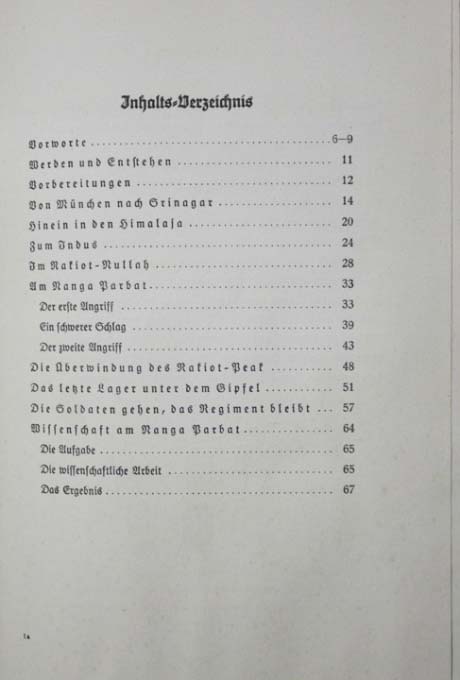 Inhalts-Verzeichnis
Vorworte 6–9
Werden und Entstehen 11
Vorbereitungen 12
Von München nach Srinagar 14
Hinein in den Himalaja 20
Zum Indus 24
Im Rakiot-Nullah 28
Am Nanga Parbat 33
Der erste Angriff 33
Ein schwerer Schlag 39
Der zweite Angriff 43
Die Überwindung des Rakiot-Peak 48
Das letzte Lager unter dem Gipfel 51
Die Soldaten gehen, das Regiment bleibt 57
Wissenschaft am Nanga Parbat 64
Die Aufgabe 65
Die wissenschaftliche Arbeit 65
Das Ergebnis 67